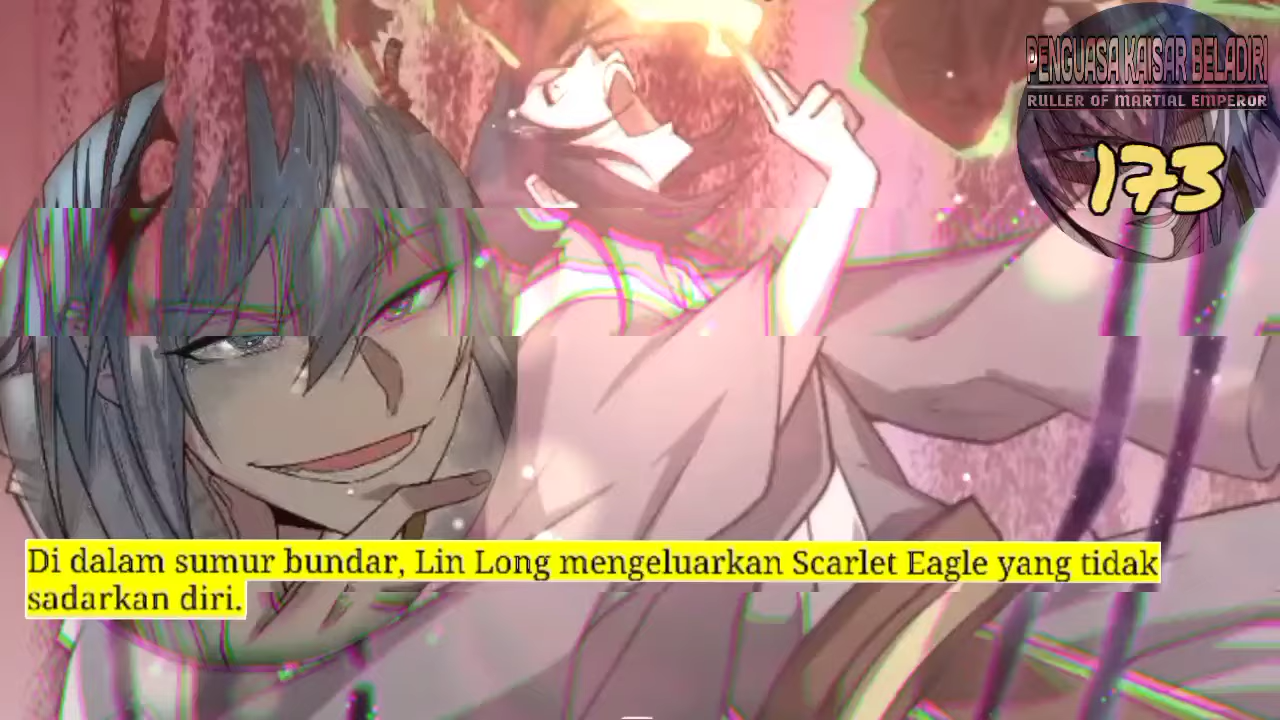 PENGUASA KAISAR BELADIRI
RULLER OF MARTIAL EMPEROR
173
Di dalam sumur bundar, Lin Long mengeluarkan Scarlet Eagle yang tidak
sadarkan diri.